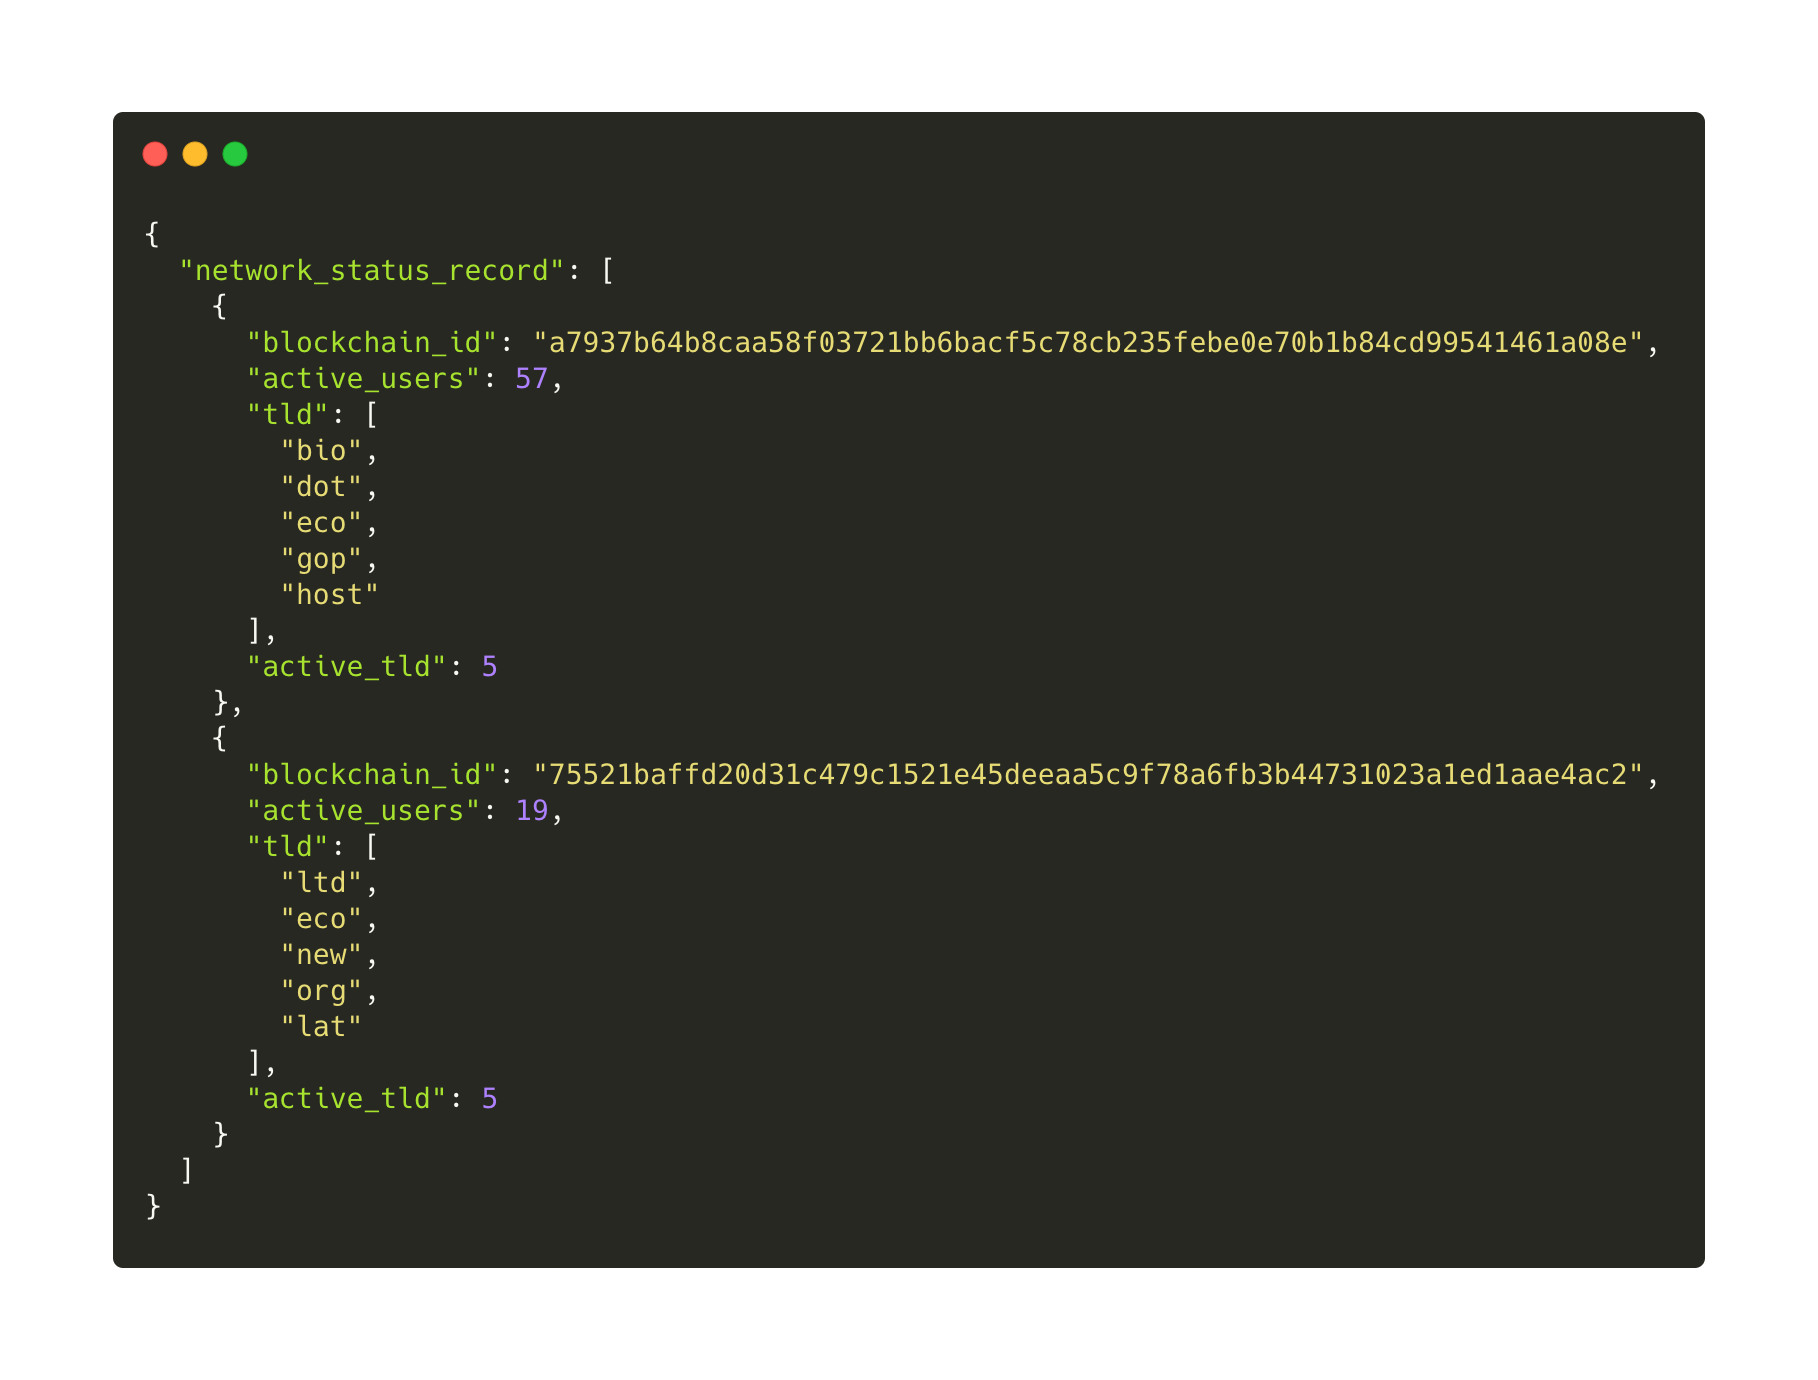 {
  "network_status_record": [
    {
      "blockchain_id": "a7937b64b8caa58f03721bb6bacf5c78cb235febe0e70b1b84cd99541461a08e",
      "active_users": 57,
      "tld": [
        "bio",
        "dot",
        "eco",
        "gop",
        "host"
      ],
      "active_tld": 5
    },
    {
      "blockchain_id": "75521baffd20d31c479c1521e45deeaa5c9f78a6fb3b44731023a1ed1aae4ac2",
      "active_users": 19,
      "tld": [
        "ltd",
        "eco",
        "new",
        "org",
        "lat"
      ],
      "active_tld": 5
    }
  ]
}